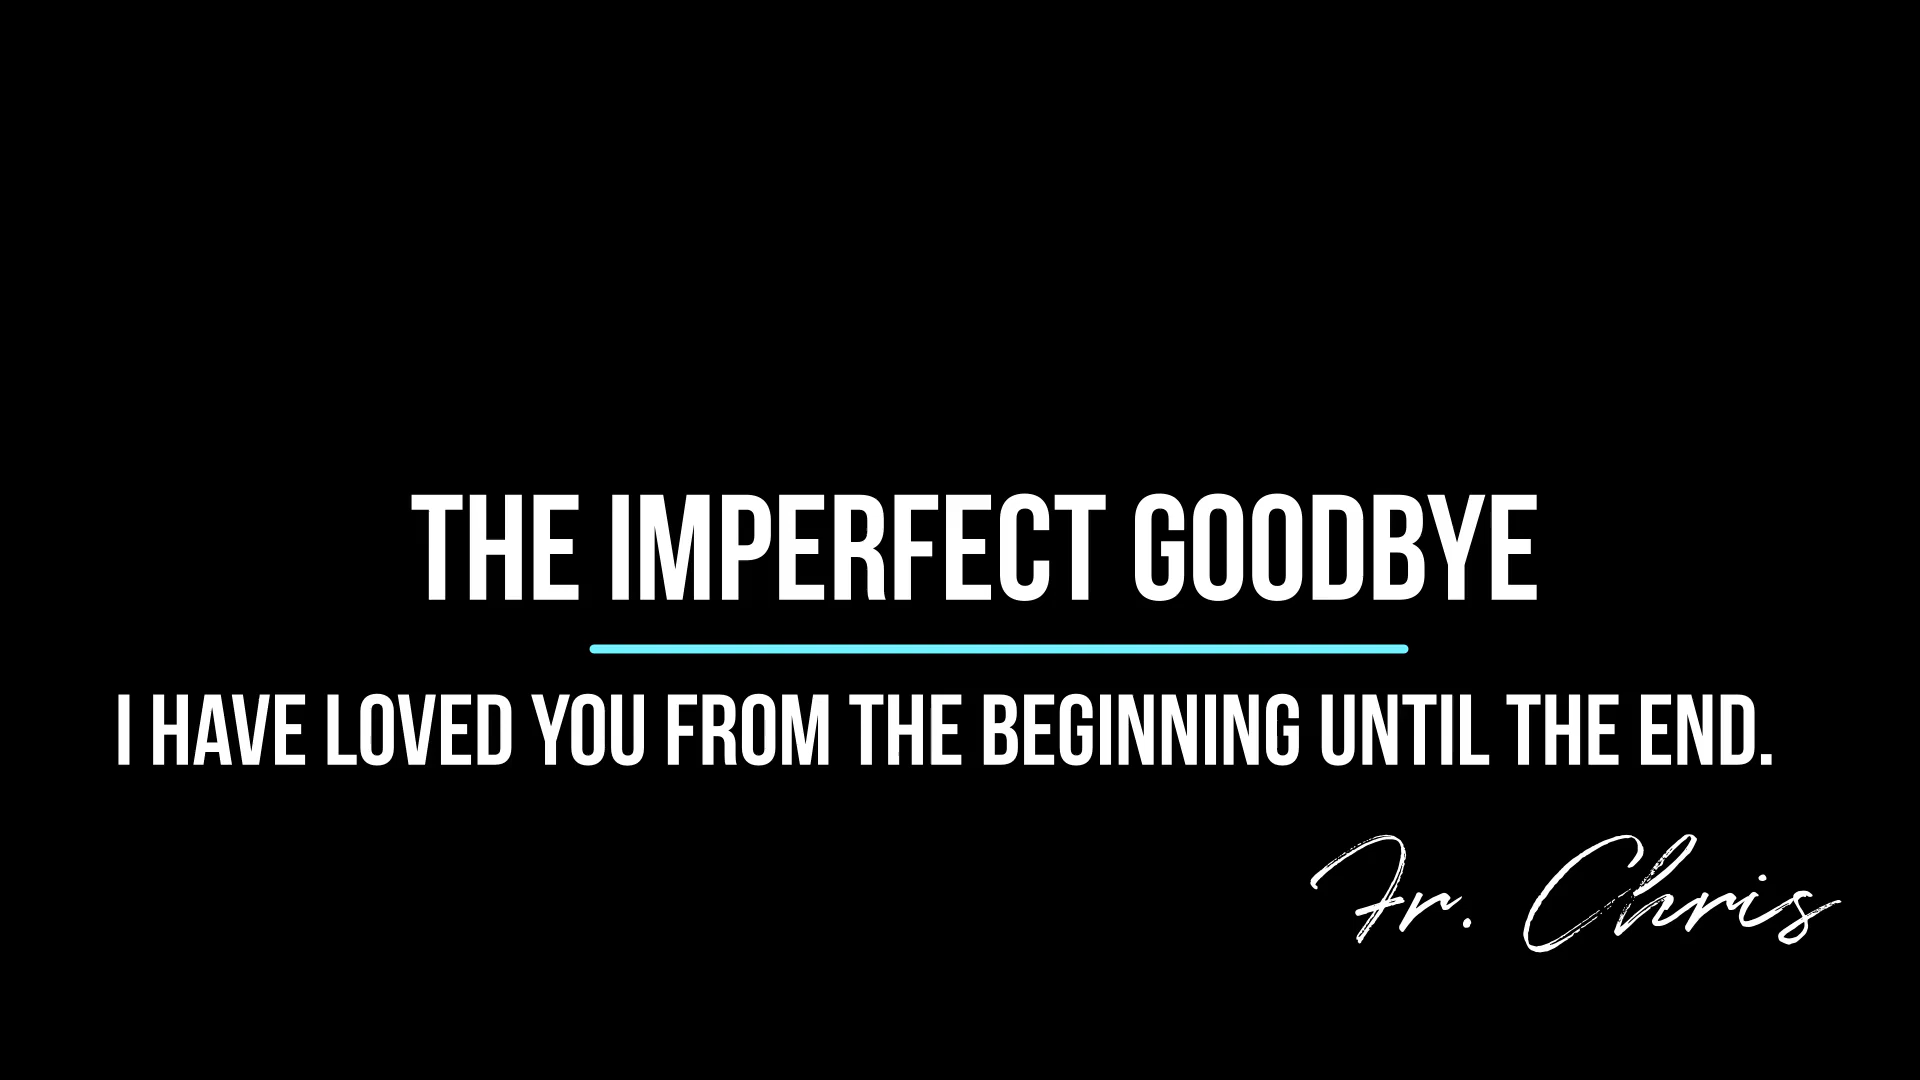 THE IMPERFECT GOODBYE
I HAVE LOVED YOU FROM THE BEGINNING UNTIL THE END.
Fr. Chris